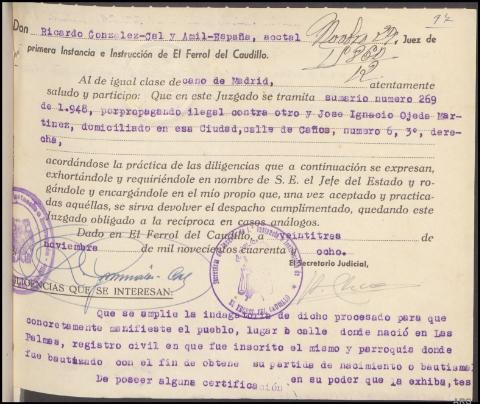 Don Ricardo Gonzalez-Cal y Amil-España, acctal
, Juez de
primera Instancia e Instrucción de El Ferrol del Caudillo.
Al de igual clase de cano de Madrid, atentamente
saludo y participo: Que en este Juzgado se tramita sumario numero 269
de 1.948, porpropagando ilegal contra otro y Jose Ignacio Ojeda Mar-
tinez, domiciliado en esa Ciudad, calle de Caños, numero 6, 3º, dere-
cha,
acordándose la práctica de las diligencias que a continuación se expresan,
exhortándole y requiriéndole en nombre de S. E. el Jefe del Estado y ro-
gándole y encargándole en el mío propio que, una vez aceptado y practica-
das aquéllas, se sirva devolver el despacho cumplimentado, quedando este
Juzgado obligado a la recíproca en casos análogos.
Dado en El Ferrol del Caudillo, a veintitres de
noviembre de mil novecientos cuarenta ocho.
El Secretario Judicial,
EL FERROL DEL CAUDILLO
LIGENCIAS QUE SE INTERESAN:
Que se amplie la indagatoria de dicho procesado para que
concretamente manifieste el pueblo, lugar b calle donde nació en Las
Palmas, registro civil en que fue inscrito el mismo y parroquia donde
fue bautizado con el fin de obtene su partida de nacimiento o bautismal
De poseer alguna certificación en su poder que la exhiba, tes